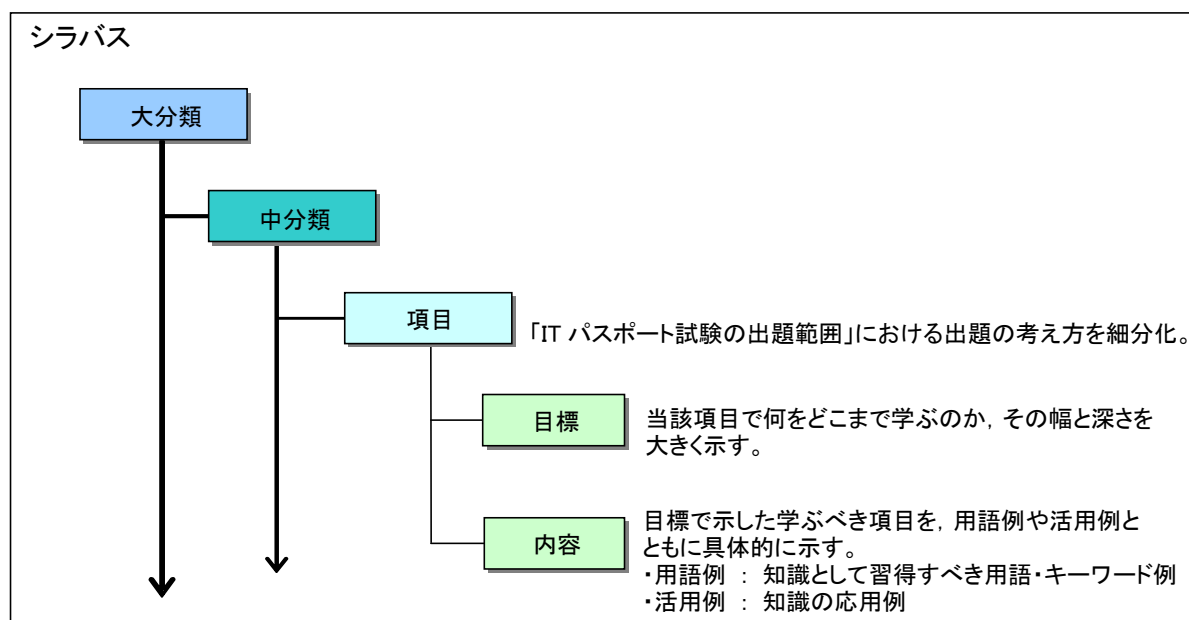 シラバス
大分類
中分類
項目
「IT パスポート試験の出題範囲」における出題の考え方を細分化。
目標
当該項目で何をどこまで学ぶのか，その幅と深さを
大きく示す。
内容
目標で示した学ぶべき項目を，用語例や活用例と
ともに具体的に示す。
・用語例 ： 知識として習得すべき用語・キーワード例
・活用例 ： 知識の応用例